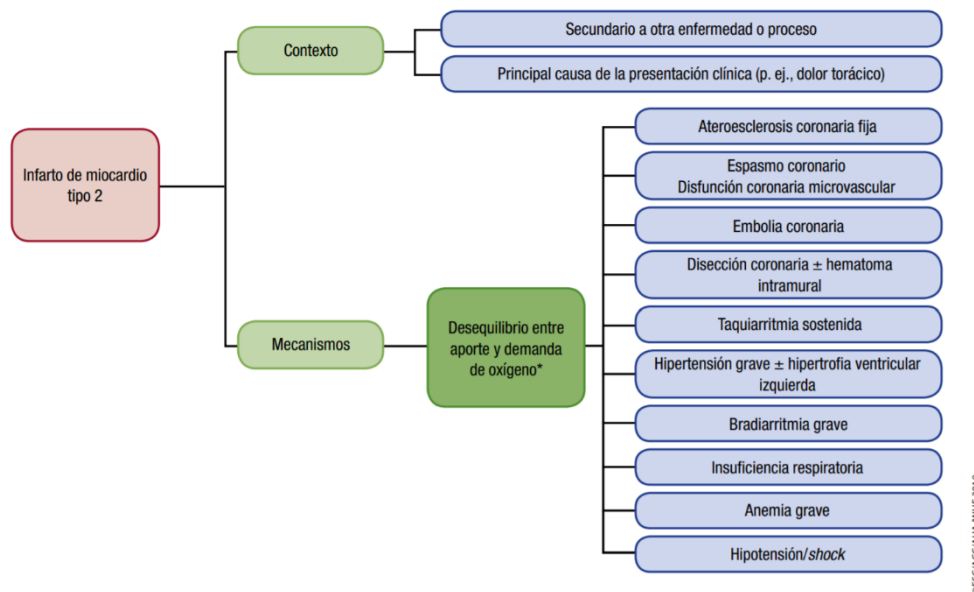 Infarto de miocardio
tipo 2
Contexto
Secundario a otra enfermedad o proceso
Principal causa de la presentación clínica (p. ej., dolor torácico)
Mecanismos
Desequilibrio entre
aporte y demanda
de oxígeno*
Ateroesclerosis coronaria fija
Espasmo coronario
Disfunción coronaria microvascular
Embolia coronaria
Disección coronaria ± hematoma
intramural
Taquiarritmia sostenida
Hipertensión grave ± hipertrofia ventricular
izquierda
Bradiarritmia grave
Insuficiencia respiratoria
Anemia grave
Hipotensión/shock